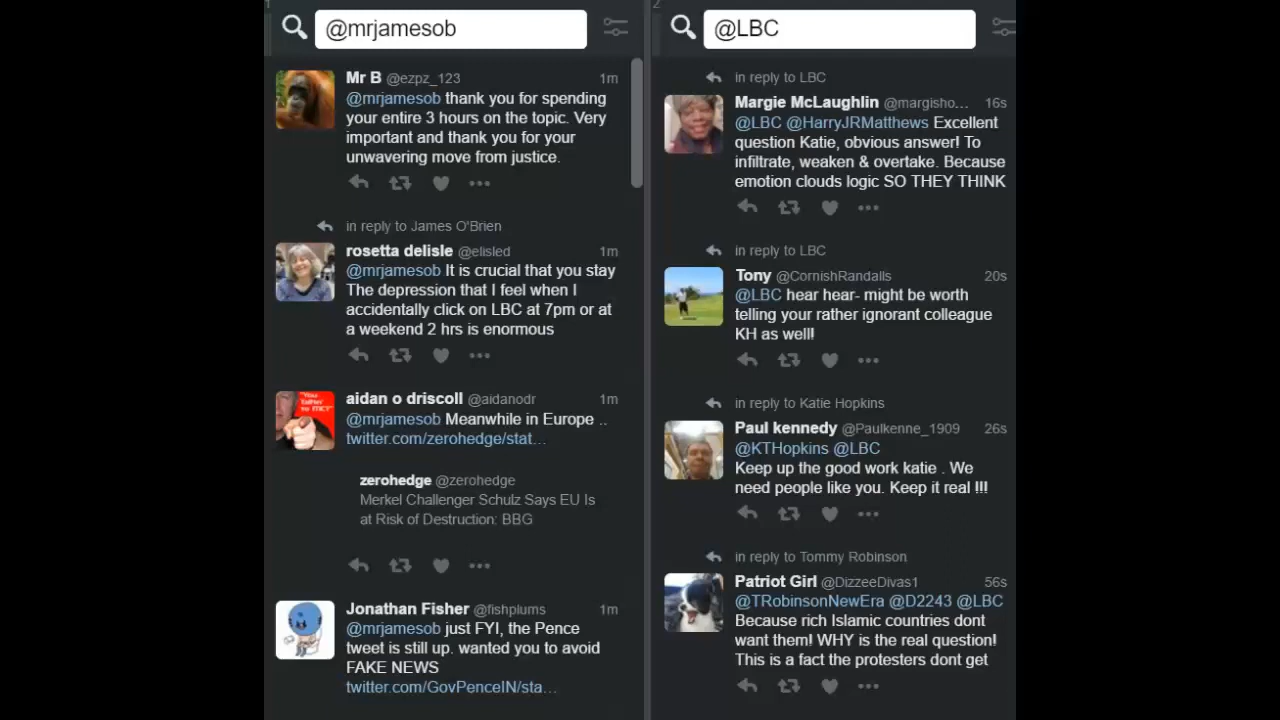 1
@mrjamesob
Mr B @ezpz_123 1m
@mrjamesob thank you for spending
your entire 3 hours on the topic. Very
important and thank you for your
unwavering move from justice.
in reply to James O'Brien
rosetta delisle @elisled 1m
@mrjamesob It is crucial that you stay
The depression that I feel when I
accidentally click on LBC at 7pm or at
a weekend 2 hrs is enormous
"You
talkin'
to ME?"
aidan o driscoll @aidanodr 1m
@mrjamesob Meanwhile in Europe ..
twitter.com/zerohedge/stat…
zerohedge @zerohedge
Merkel Challenger Schulz Says EU Is
at Risk of Destruction: BBG
Jonathan Fisher @fishplums 1m
@mrjamesob just FYI, the Pence
tweet is still up. wanted you to avoid
FAKE NEWS
twitter.com/GovPenceIN/sta…
2
@LBC
in reply to LBC
Margie McLaughlin @margisho... 16s
@LBC @HarryJRMatthews Excellent
question Katie, obvious answer! To
infiltrate, weaken & overtake. Because
emotion clouds logic SO THEY THINK
in reply to LBC
Tony @CornishRandalls 20s
@LBC hear hear- might be worth
telling your rather ignorant colleague
KH as well!
in reply to Katie Hopkins
Paul kennedy @Paulkenne_1909 26s
@KTHopkins @LBC
Keep up the good work katie . We
need people like you. Keep it real !!!
in reply to Tommy Robinson
Patriot Girl @DizzeeDivas1 56s
@TRobinsonNewEra @D2243 @LBC
Because rich Islamic countries dont
want them! WHY is the real question!
This is a fact the protesters dont get